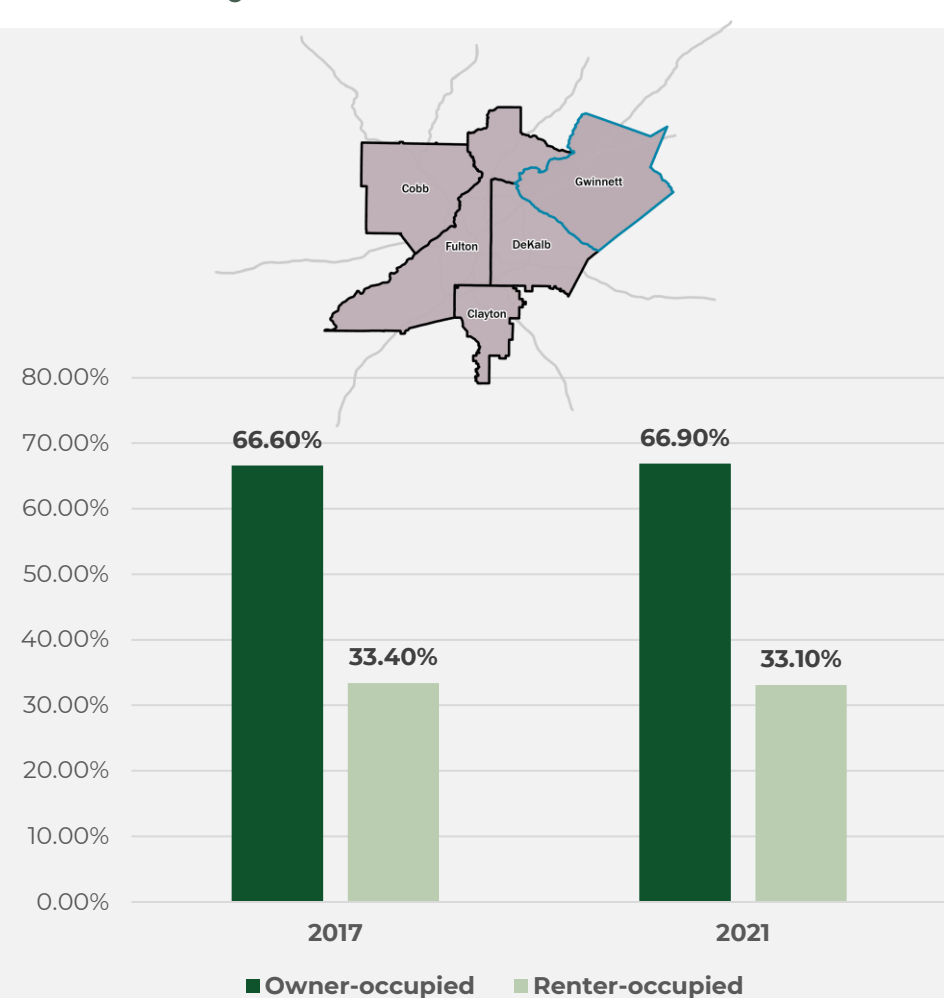 Cobb
Gwinnett
Fulton
DeKalb
Clayton
80.00%
70.00%
66.60%
66.90%
60.00%
50.00%
40.00%
33.40%
33.10%
30.00%
20.00%
10.00%
0.00%
2017
2021
Owner-occupied
Renter-occupied